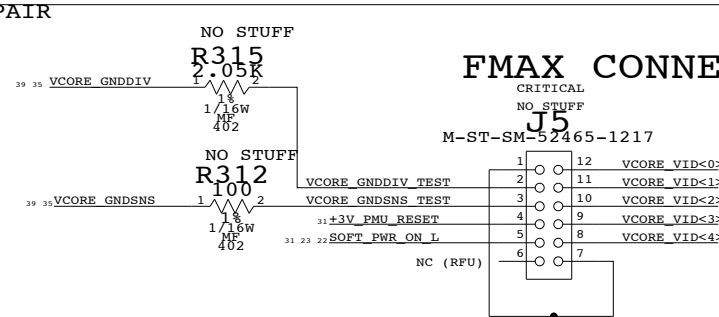 PAIR
NO STUFF
R315
2.05K
39 35 VCORE_GNDDIV 1 2
1%
1/16W
MF
402
FMAX CONNE
CRITICAL
NO STUFF
J5
M-ST-SM-52465-1217
NO STUFF
R312
100
39 35 VCORE_GNDSNS 1 2
1%
1/16W
MF
402
1 12 VCORE_VID<0>
VCORE_GNDDIV_TEST 2 11 VCORE_VID<1>
VCORE_GNDSNS_TEST 3 10 VCORE_VID<2>
31 +3V_PMU_RESET 4 9 VCORE_VID<3>
31 23 22 SOFT_PWR_ON_L 5 8 VCORE_VID<4>
NC (RFU) 6 7